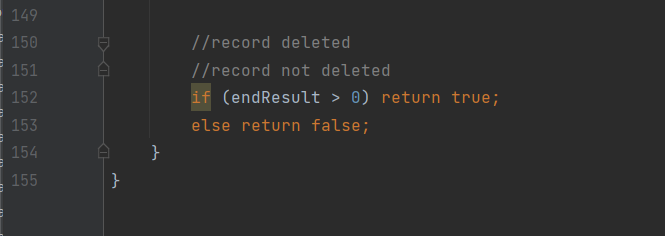 149
150 //record deleted
151 //record not deleted
152 if (endResult > 0) return true;
153 else return false;
154 }
155 }